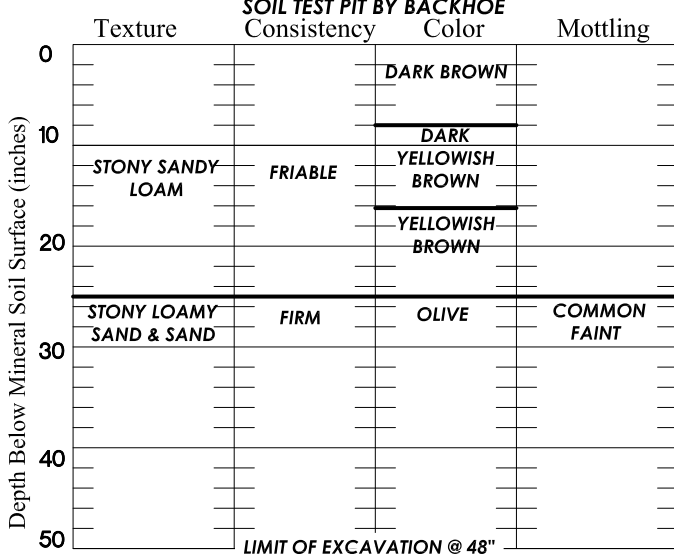 SOIL TEST PIT BY BACKHOE
Texture Consistency Color Mottling
Depth Below Mineral Soil Surface (inches)
0
DARK BROWN
10
DARK
YELLOWISH
BROWN
STONY SANDY
LOAM
FRIABLE
20
YELLOWISH
BROWN
STONY LOAMY
SAND & SAND
FIRM
OLIVE
COMMON
FAINT
30
40
50
LIMIT OF EXCAVATION @ 48"